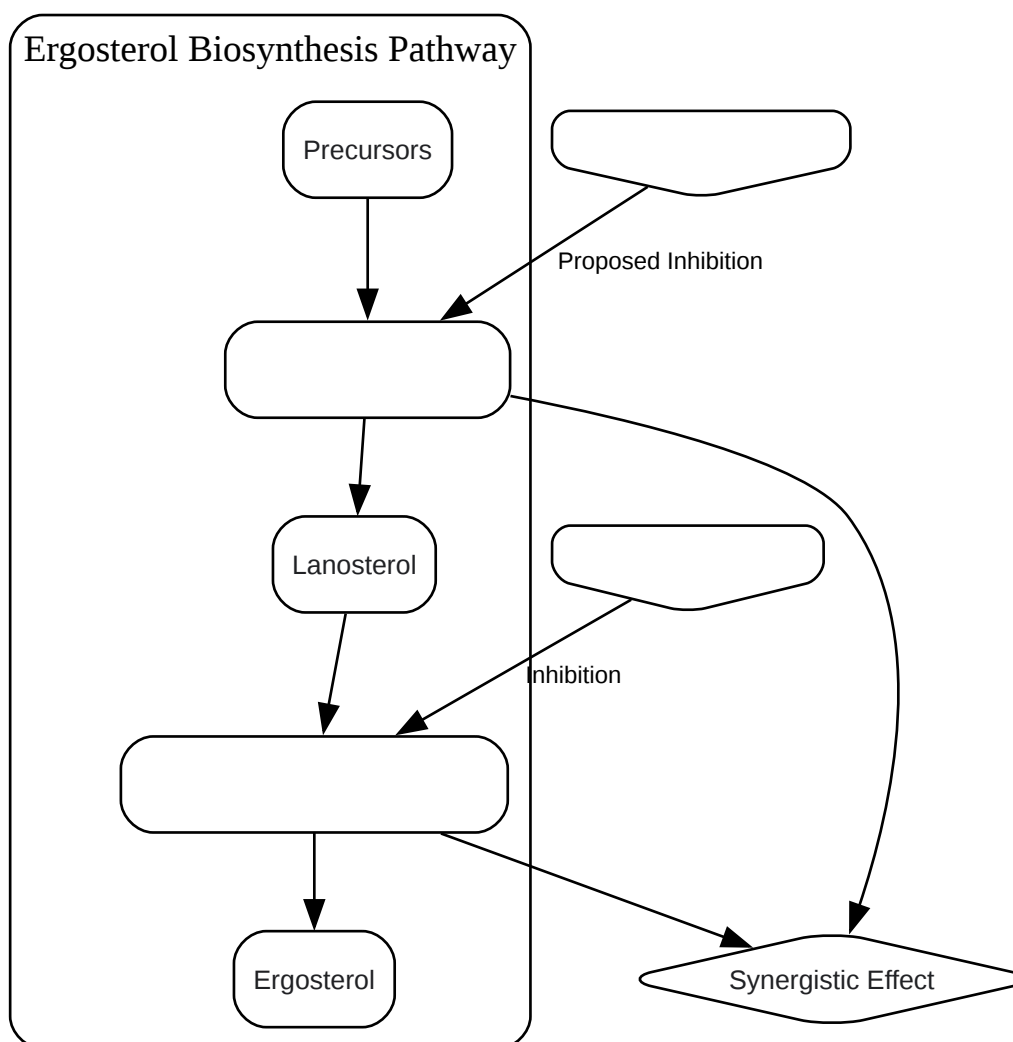 Ergosterol Biosynthesis Pathway
Precursors
Proposed Inhibition
Lanosterol
Inhibition
Ergosterol
Synergistic Effect